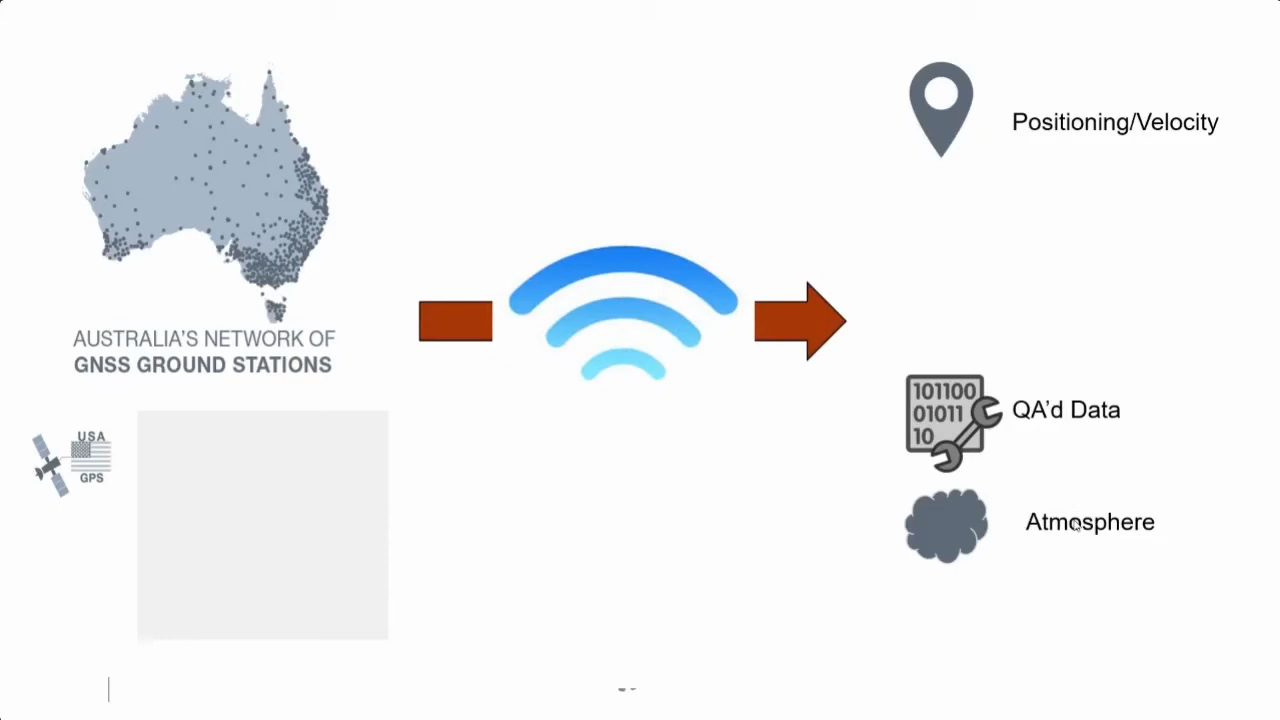 AUSTRALIA'S NETWORK OF
GNSS GROUND STATIONS
USA
GPS
Positioning/Velocity
101100
01011
10
QA'd Data
Atmosphere